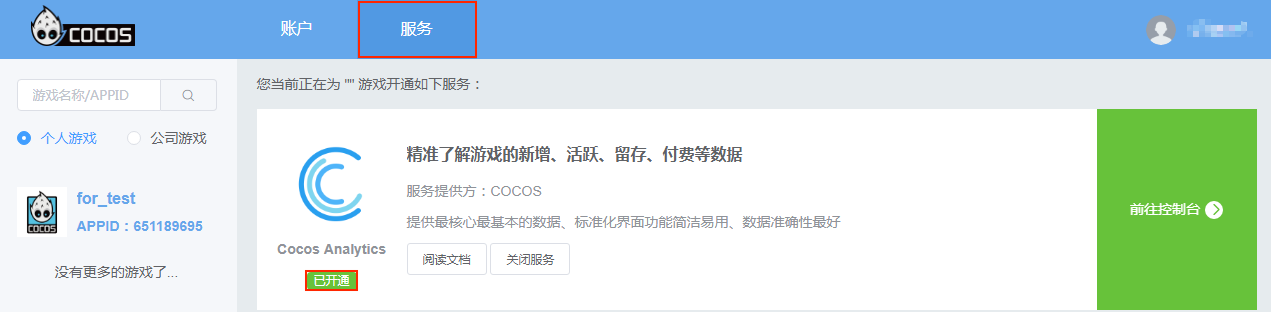 COCOS
账户
服务
游戏名称/APPID
个人游戏
公司游戏
COCOS
for_test
APPID：651189695
没有更多的游戏了...
您当前正在为 "" 游戏开通如下服务：
Cocos Analytics
已开通
精准了解游戏的新增、活跃、留存、付费等数据
服务提供方：COCOS
提供最核心最基本的数据、标准化界面功能简洁易用、数据准确性最好
阅读文档
关闭服务
前往控制台